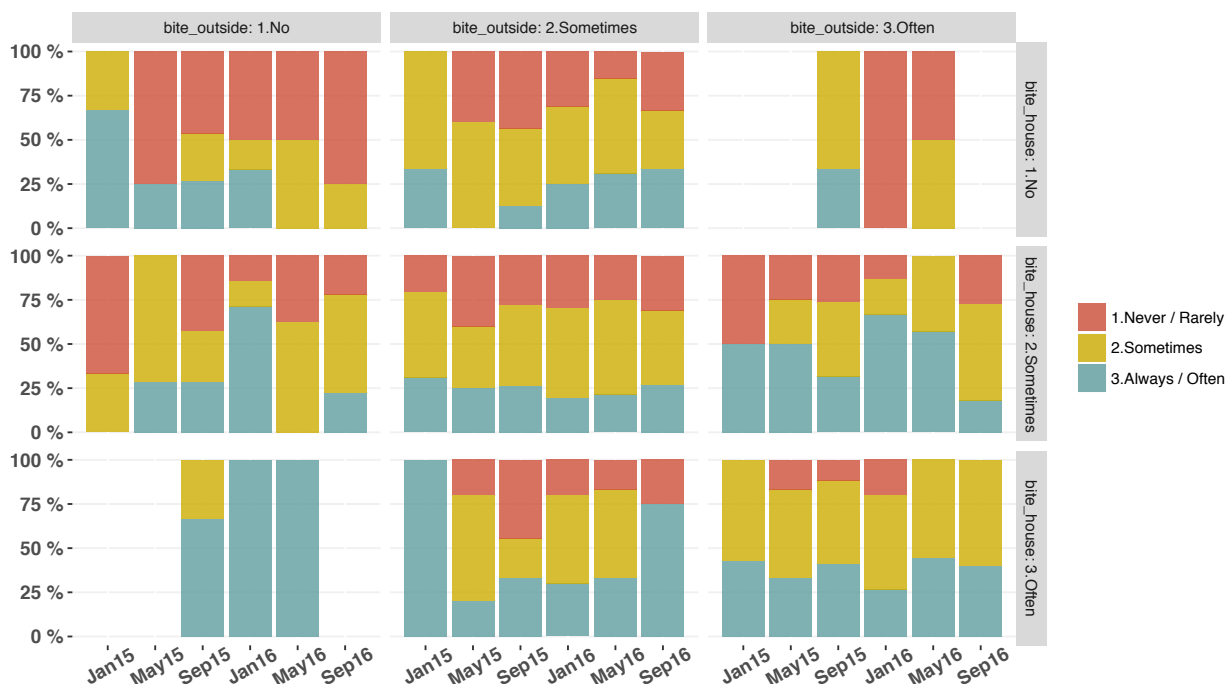 bite_outside: 1.No
bite_outside: 2.Sometimes
bite_outside: 3.Often
100 %
75 %
50 %
25 %
0 %
bite_house: 1.No
100 %
75 %
50 %
25 %
0 %
bite_house: 2.Sometimes
100 %
75 %
50 %
25 %
0 %
bite_house: 3.Often
Jan15 May15 Sep15 Jan16 May16 Sep16
Jan15 May15 Sep15 Jan16 May16 Sep16
Jan15 May15 Sep15 Jan16 May16 Sep16
1.Never / Rarely
2.Sometimes
3.Always / Often